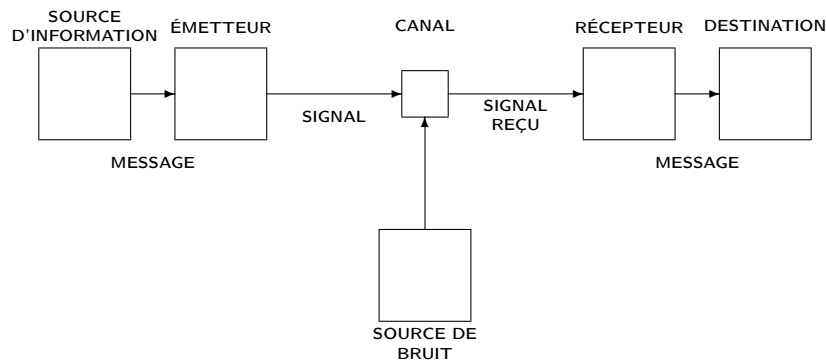 SOURCE
D'INFORMATION
ÉMETTEUR
CANAL
RÉCEPTEUR
DESTINATION
SIGNAL
SIGNAL
REÇU
MESSAGE
MESSAGE
SOURCE DE
BRUIT